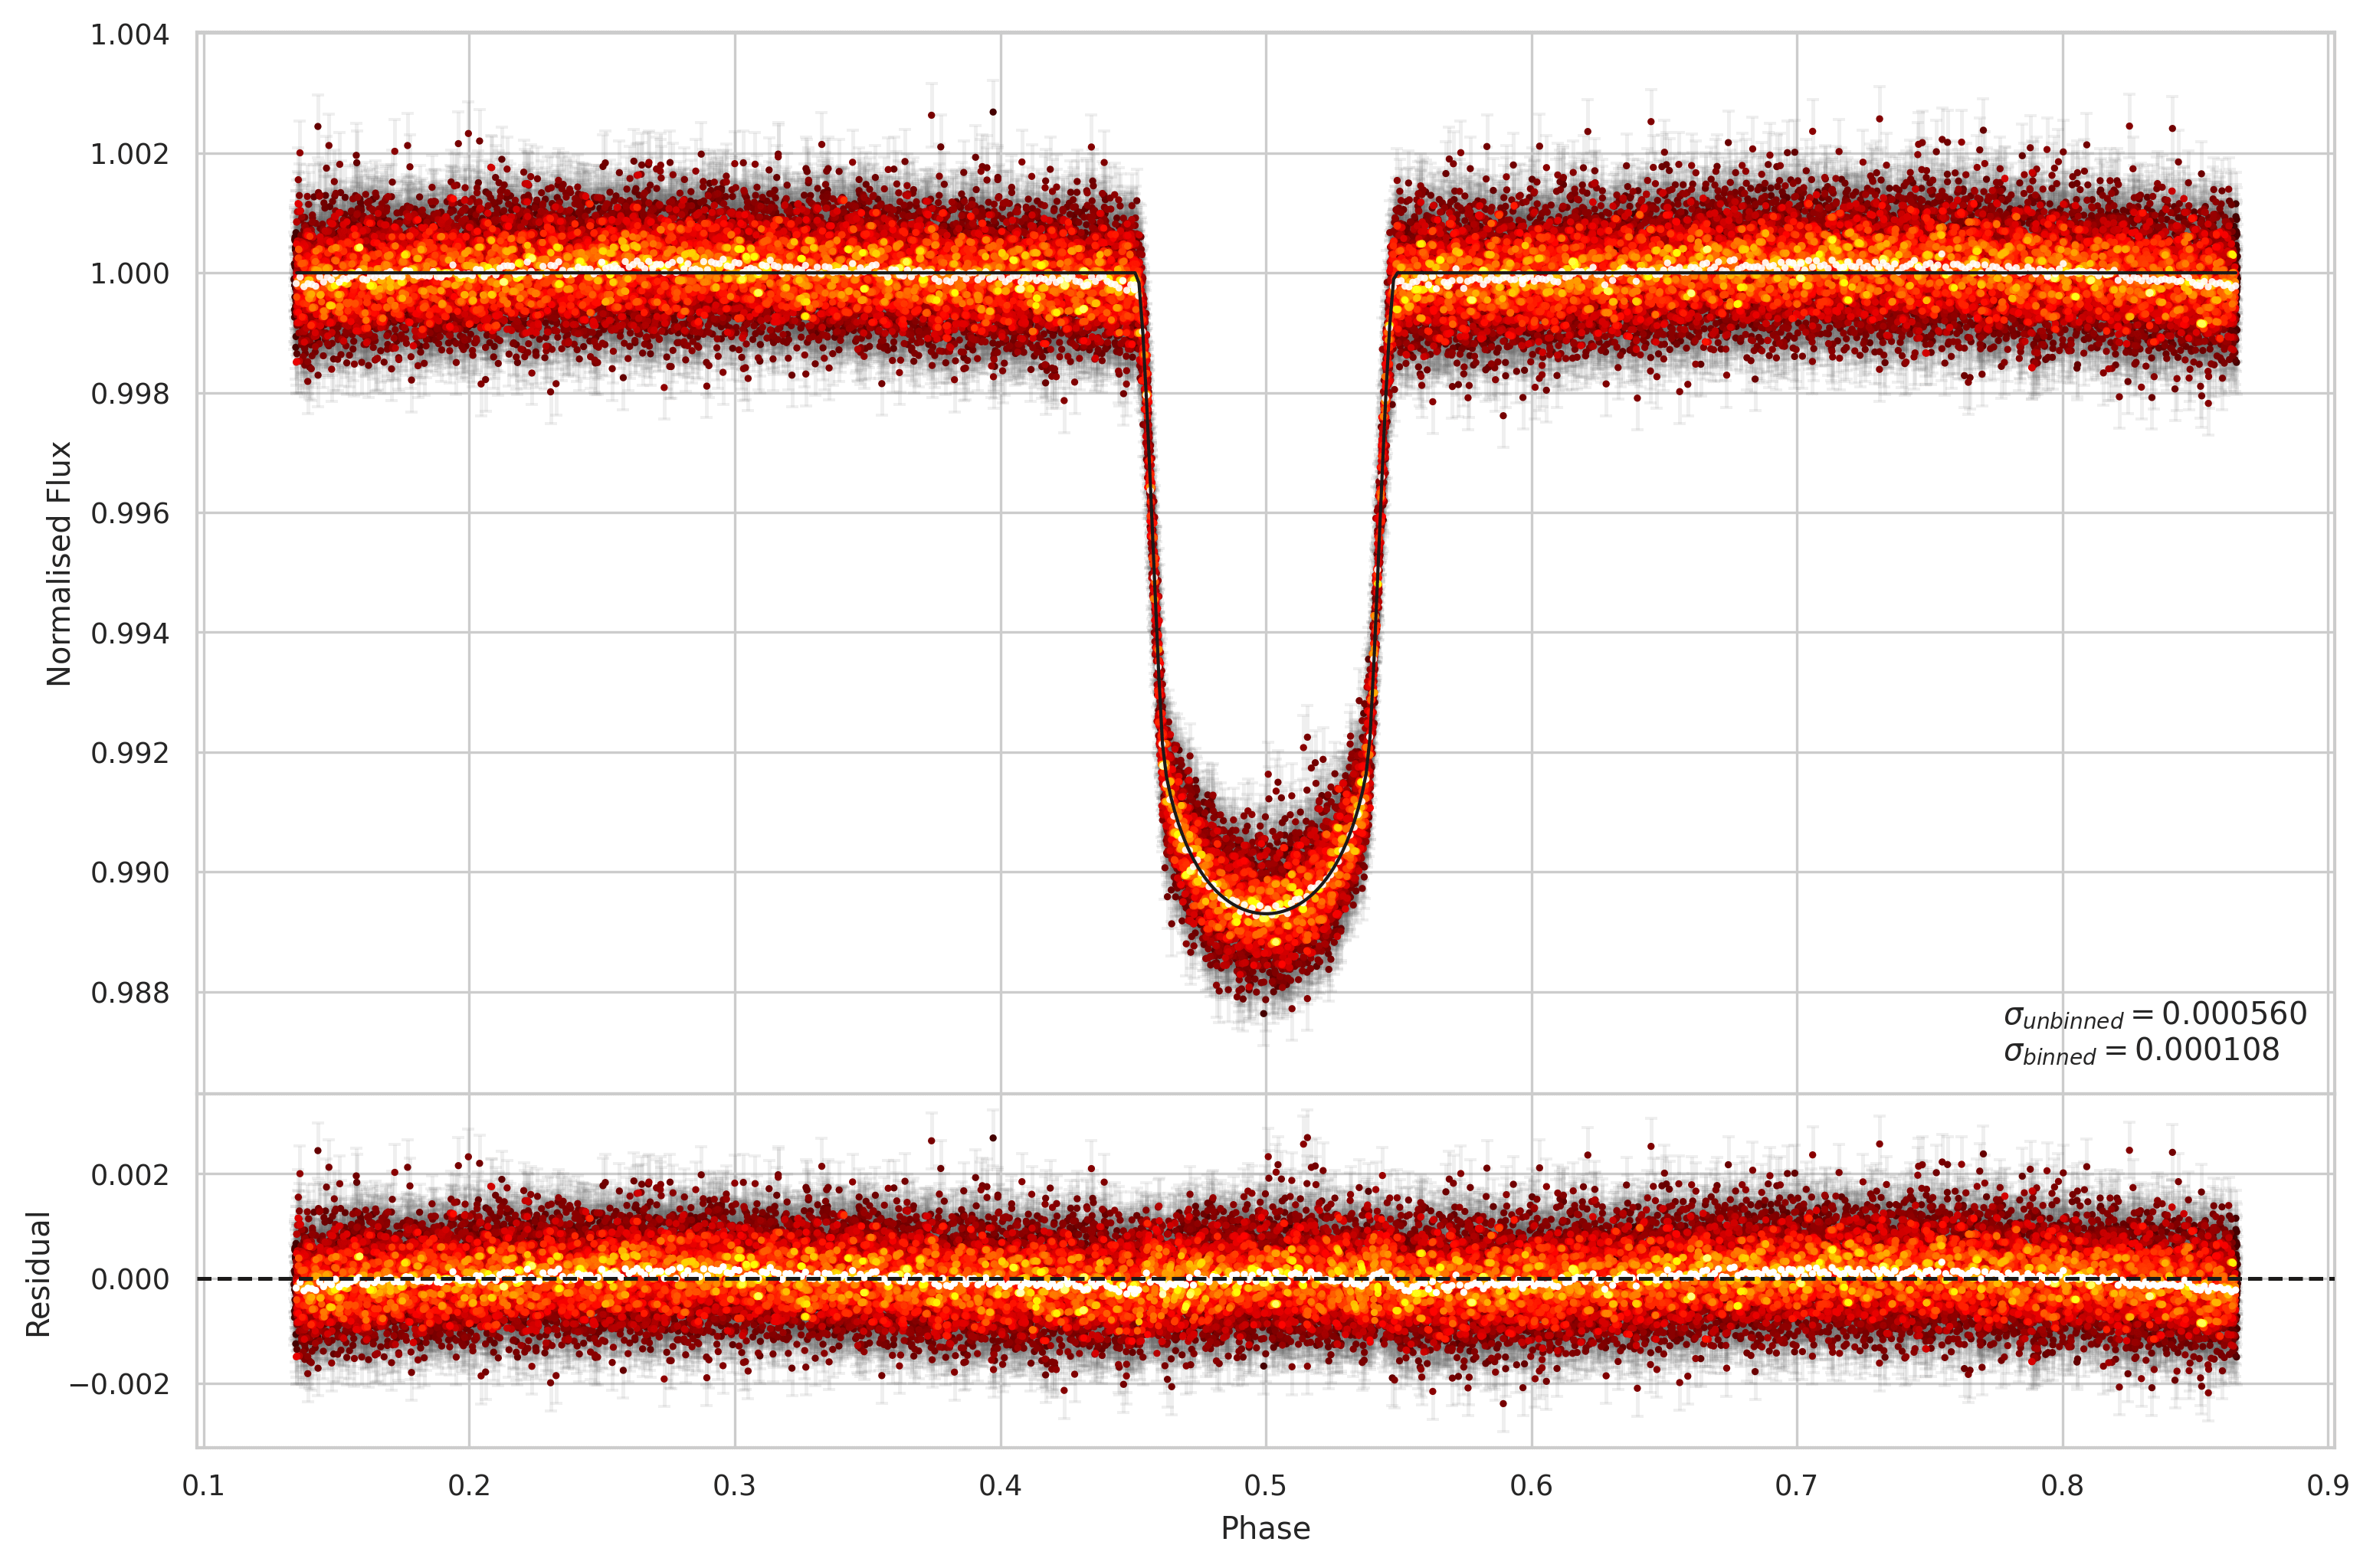 1.004
1.002
1.000
0.998
0.996
0.994
0.992
0.990
0.988
Normalised Flux
σunbinned = 0.000560
σbinned = 0.000108
0.002
0.000
−0.002
Residual
0.1 0.2 0.3 0.4 0.5 0.6 0.7 0.8 0.9
Phase